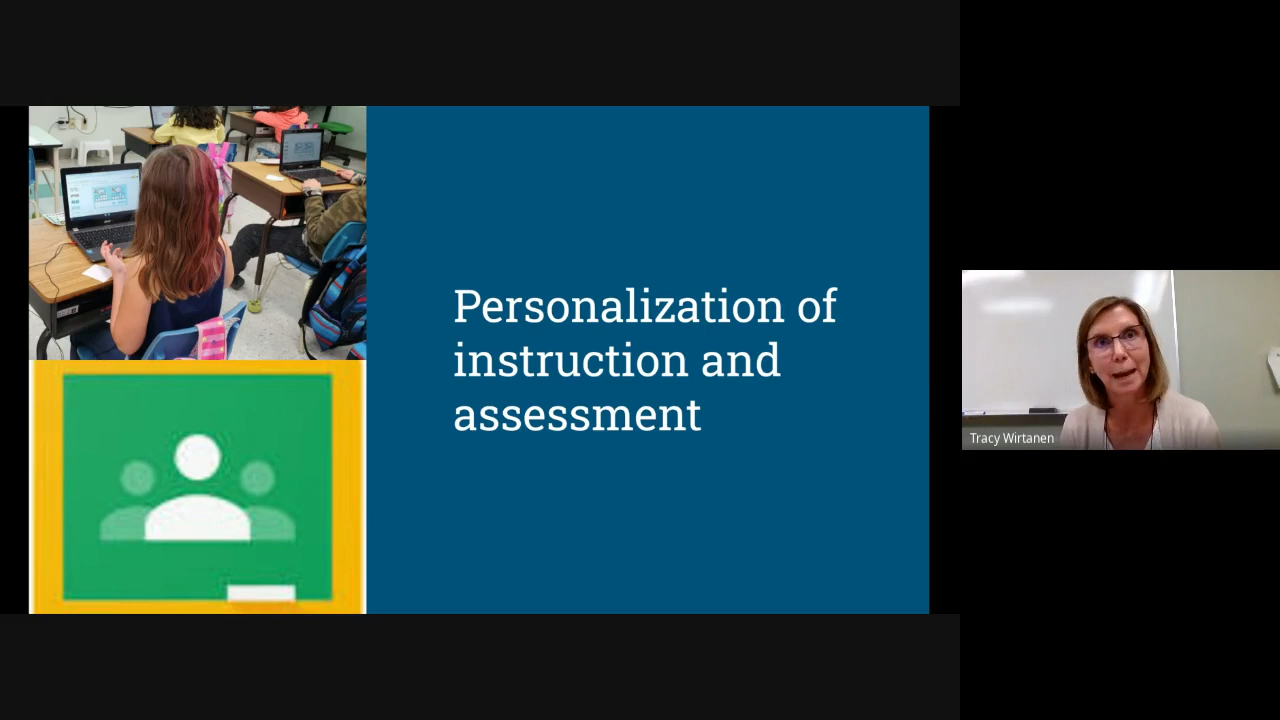 Personalization of
instruction and
assessment
Tracy Wirtanen